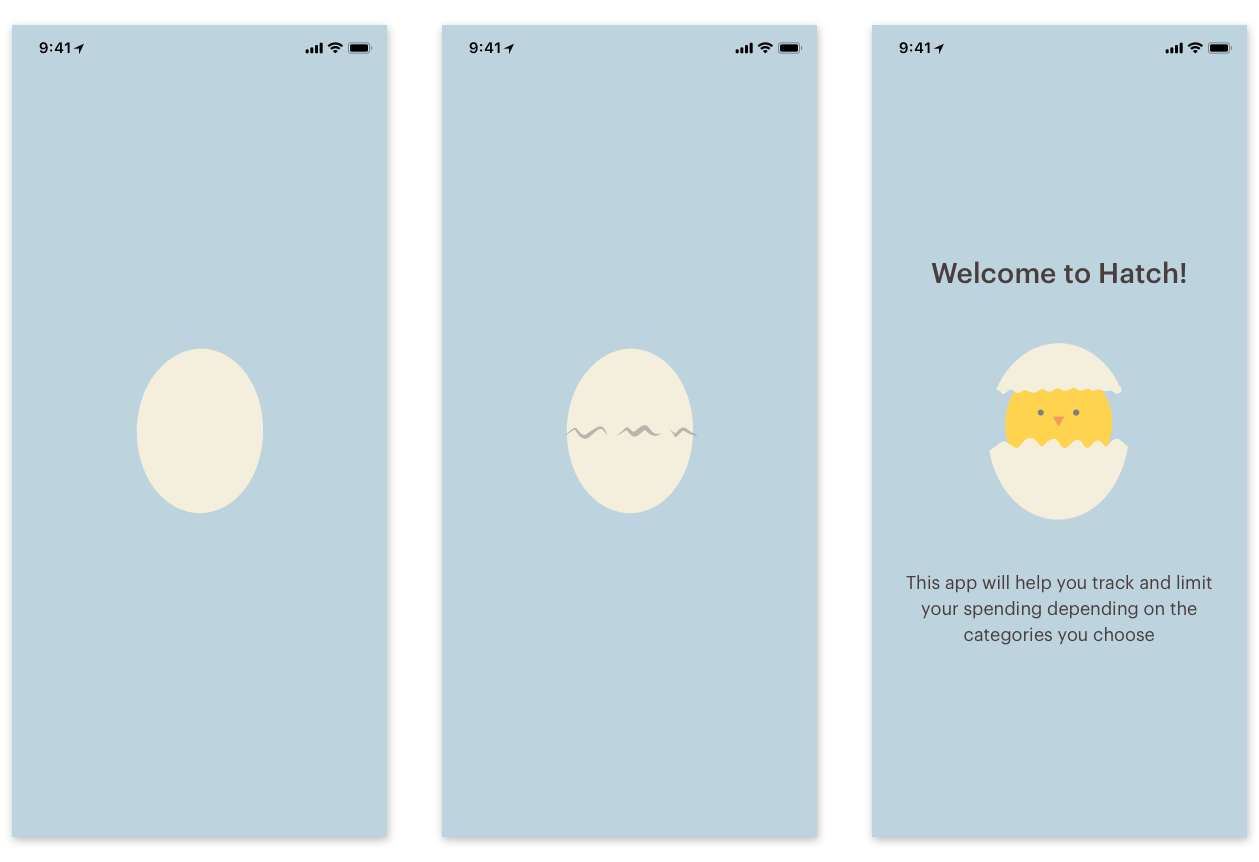 9:41
9:41
9:41
Welcome to Hatch!
This app will help you track and limit
your spending depending on the
categories you choose